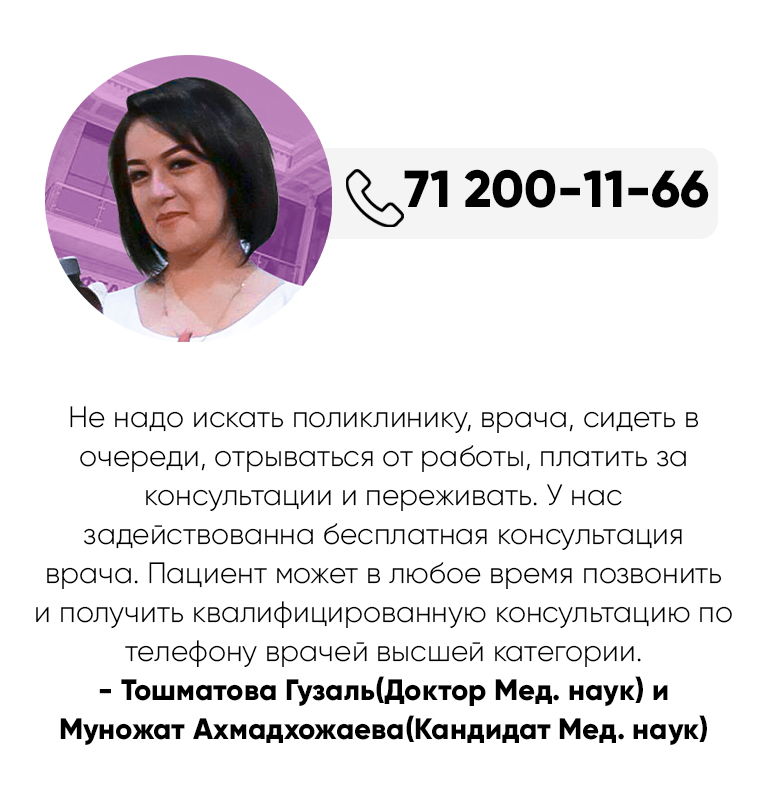 71 200-11-66
Не надо искать поликлинику, врача, сидеть в
очереди, отрываться от работы, платить за
консультации и переживать. У нас
задействованна бесплатная консультация
врача. Пациент может в любое время позвонить
и получить квалифицированную консультацию по
телефону врачей высшей категории.
- Тошматова Гузаль(Доктор Мед. наук) и
Муножат Ахмадхожаева(Кандидат Мед. наук)